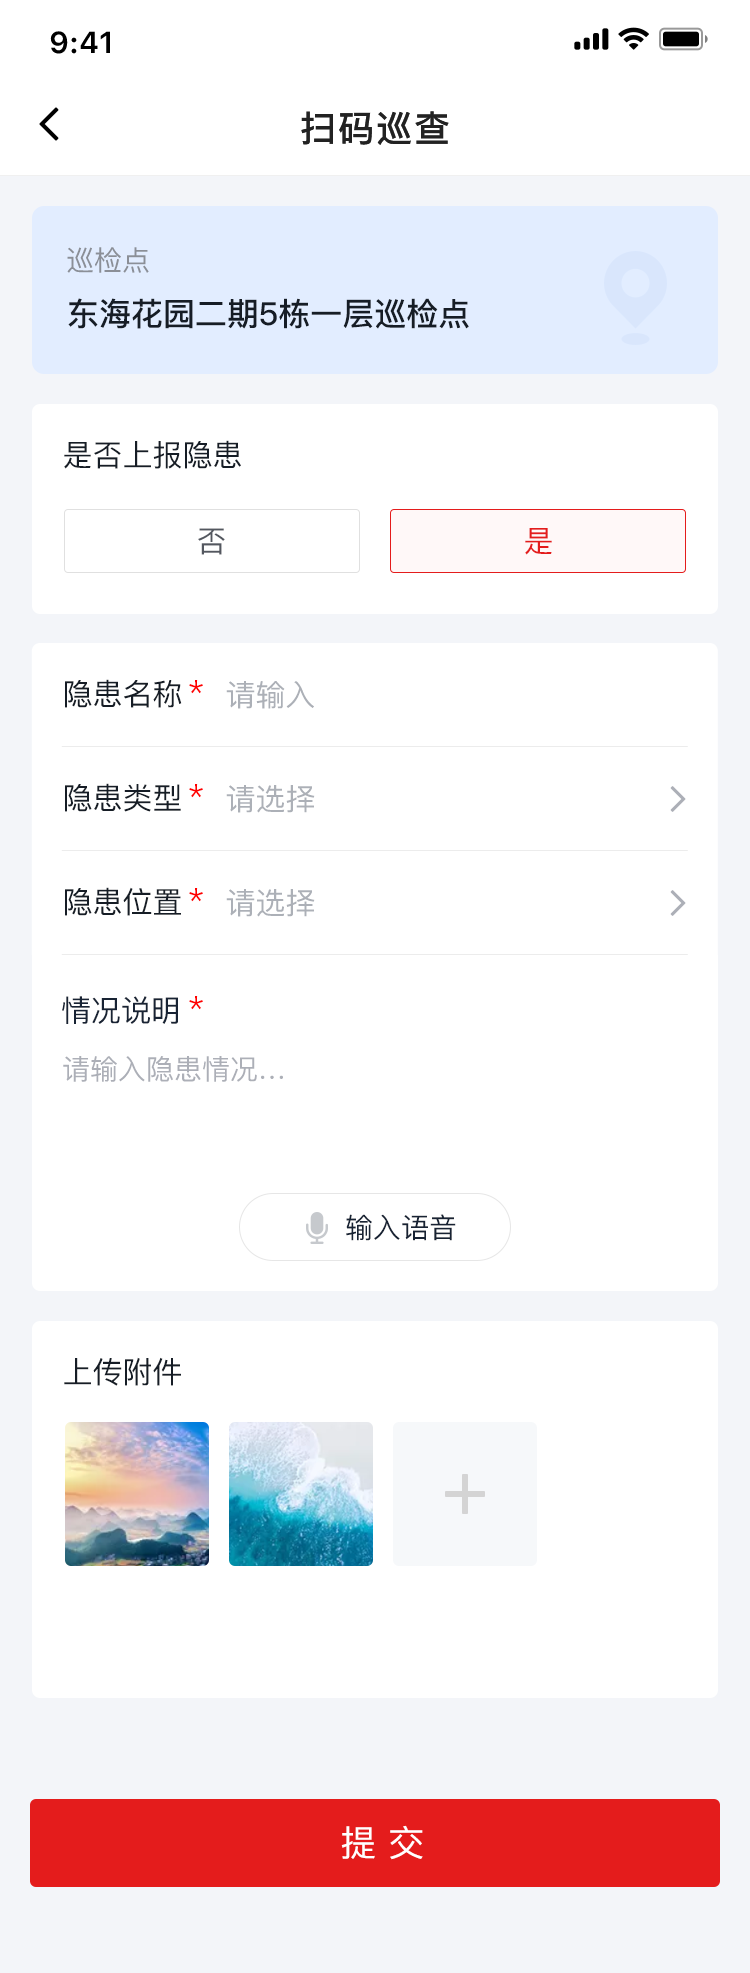 9:41
扫码巡查
巡检点
东海花园二期5栋一层巡检点
是否上报隐患
否
是
隐患名称 * 请输入
隐患类型 * 请选择
隐患位置 * 请选择
情况说明 *
请输入隐患情况...
输入语音
上传附件
提 交